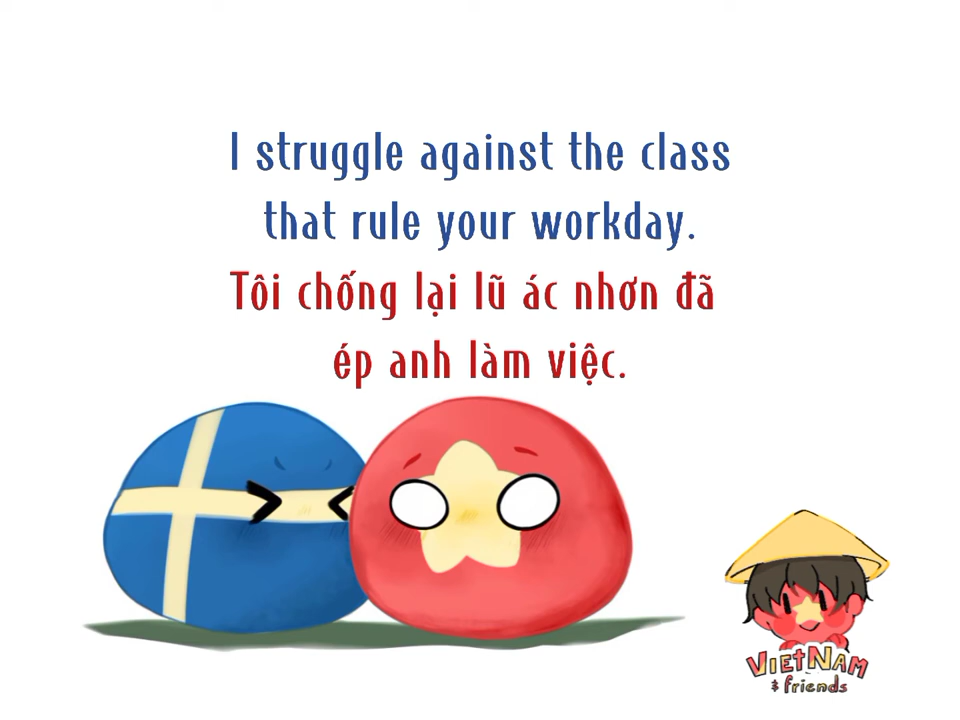 I struggle against the class
that rule your workday.
Tôi chống lại lũ ác nhơn đã
ép anh làm việc.
VIETNAM
& friends